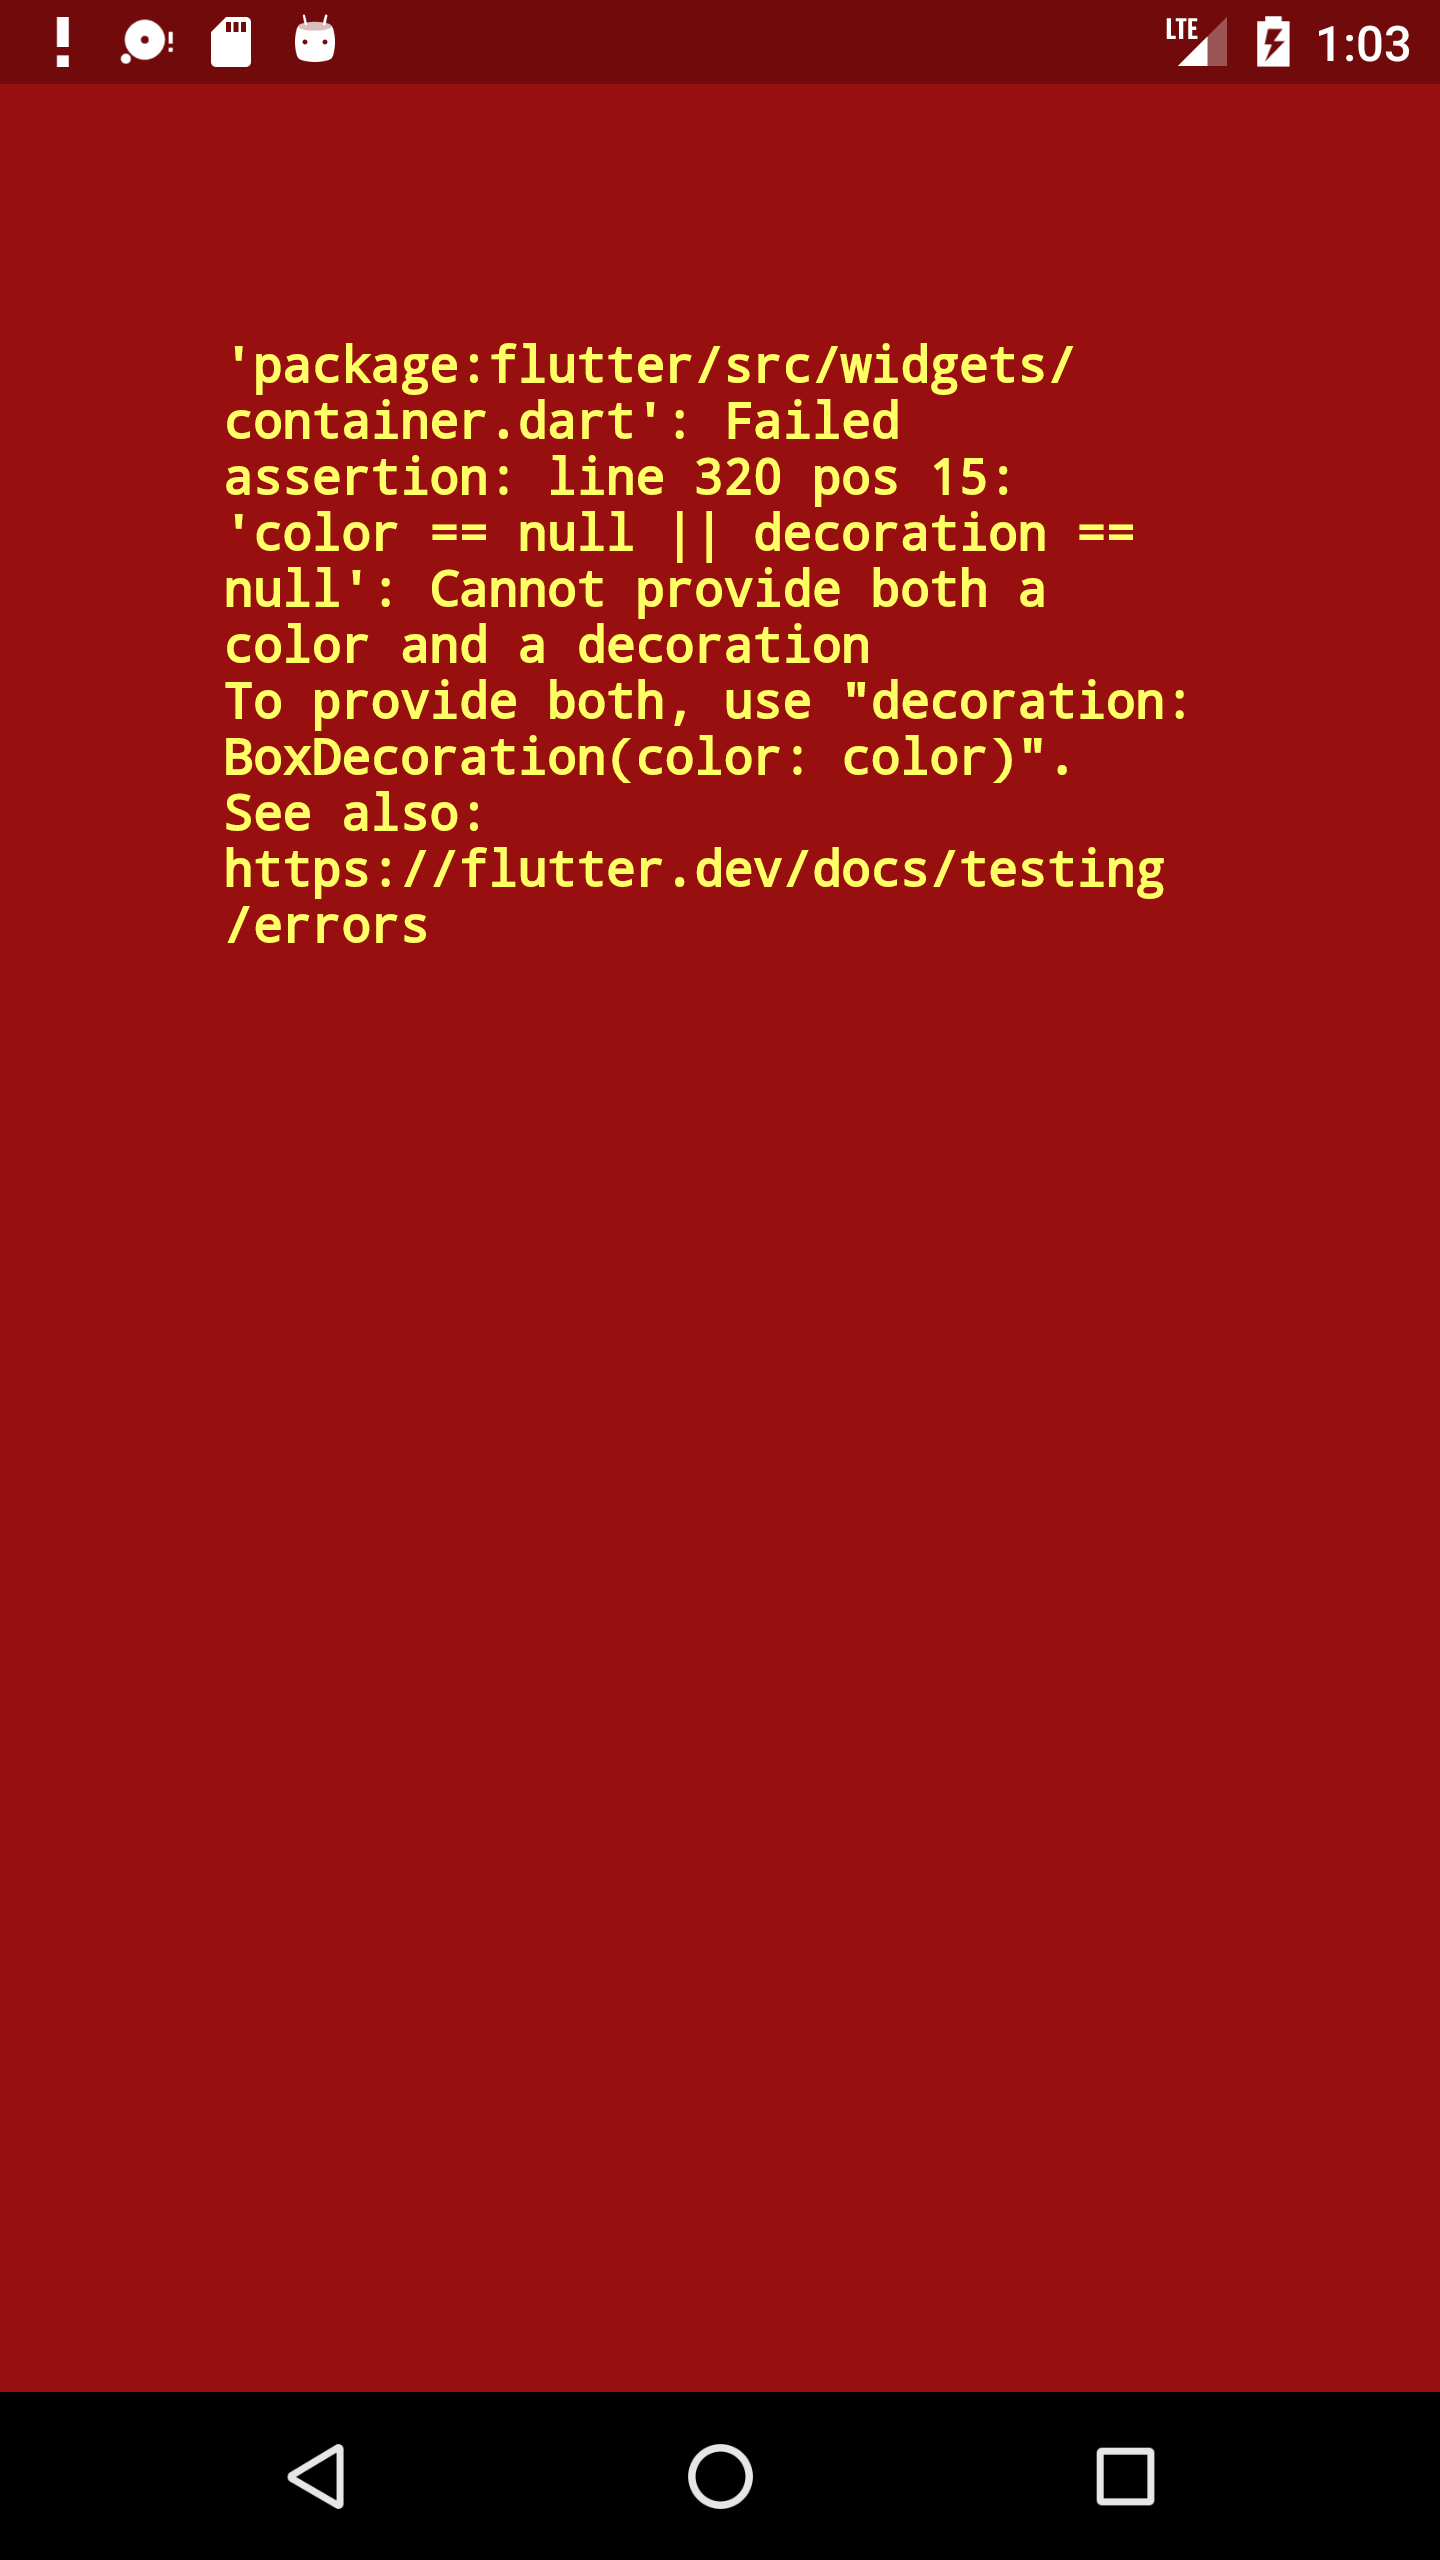 LTE 1:03
'package:flutter/src/widgets/
container.dart': Failed
assertion: line 320 pos 15:
'color == null || decoration ==
null': Cannot provide both a
color and a decoration
To provide both, use "decoration:
BoxDecoration(color: color)".
See also:
https://flutter.dev/docs/testing
/errors